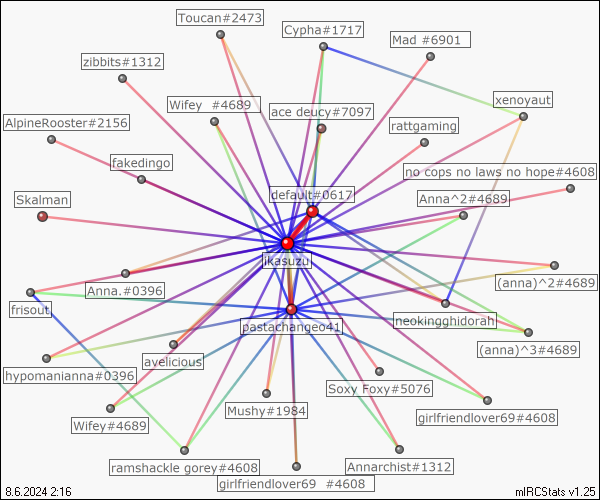 Toucan#2473
Cypha#1717
Mad #6901
zibbits#1312
Wifey #4689
ace deucy#7097
xenoyaut
AlpineRooster#2156
rattgaming
fakedingo
no cops no laws no hope#4608
default#0617
Anna^2#4689
Skalman
ikasuzu
Anna.#0396
(anna)^2#4689
frisout
neokingghidorah
pastachangeo41
(anna)^3#4689
avelicious
hypomanianna#0396
Soxy Foxy#5076
Mushy#1984
girlfriendlover69#4608
Wifey#4689
ramshackle gorey#4608
Annarchist#1312
girlfriendlover69 #4608
8.6.2024 2:16
mIRCStats v1.25